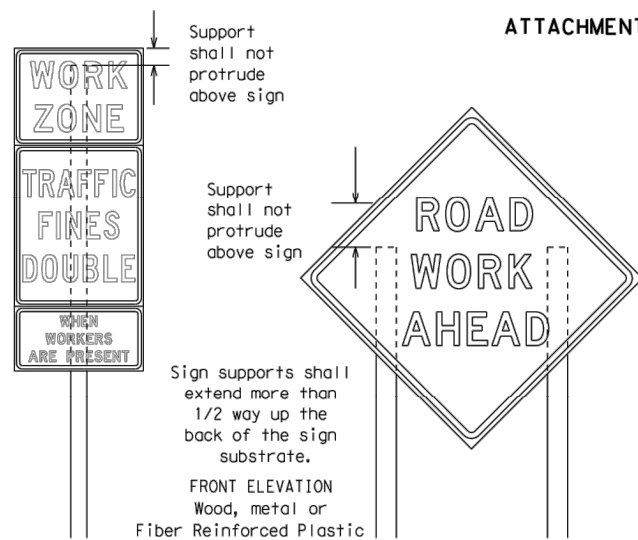 ATTACHMENT
Support
shall not
protrude
above sign
WORK
ZONE
TRAFFIC
FINES
DOUBLE
WHEN
WORKERS
ARE PRESENT
Support
shall not
protrude
above sign
ROAD
WORK
AHEAD
Sign supports shall
extend more than
1/2 way up the
back of the sign
substrate.
FRONT ELEVATION
Wood, metal or
Fiber Reinforced Plastic